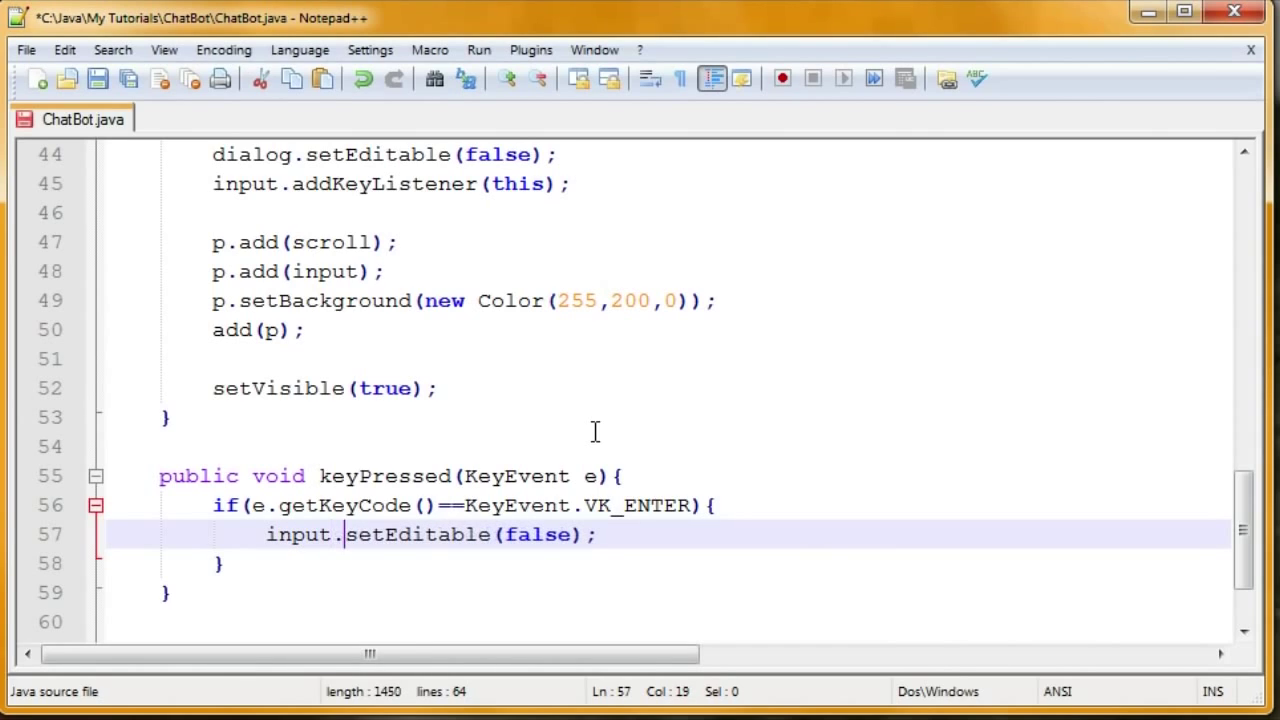 *C:\Java\My Tutorials\ChatBot\ChatBot.java - Notepad++
File Edit Search View Encoding Language Settings Macro Run Plugins Window ? X
ABC
ChatBot.java
44 dialog.setEditable(false);
45 input.addKeyListener(this);
46
47 p.add(scroll);
48 p.add(input);
49 p.setBackground(new Color(255,200,0));
50 add(p);
51
52 setVisible(true);
53 }
54
55 public void keyPressed(KeyEvent e){
56 if(e.getKeyCode()==KeyEvent.VK_ENTER){
57 input.setEditable(false);
58 }
59 }
60
Java source file length : 1450 lines : 64 Ln : 57 Col : 19 Sel : 0 Dos\Windows ANSI INS